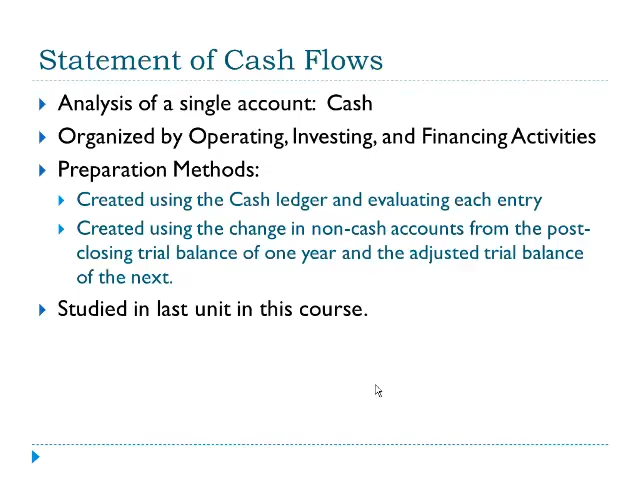 Statement of Cash Flows
Analysis of a single account: Cash
Organized by Operating, Investing, and Financing Activities
Preparation Methods:
Created using the Cash ledger and evaluating each entry
Created using the change in non-cash accounts from the post-
closing trial balance of one year and the adjusted trial balance
of the next.
Studied in last unit in this course.